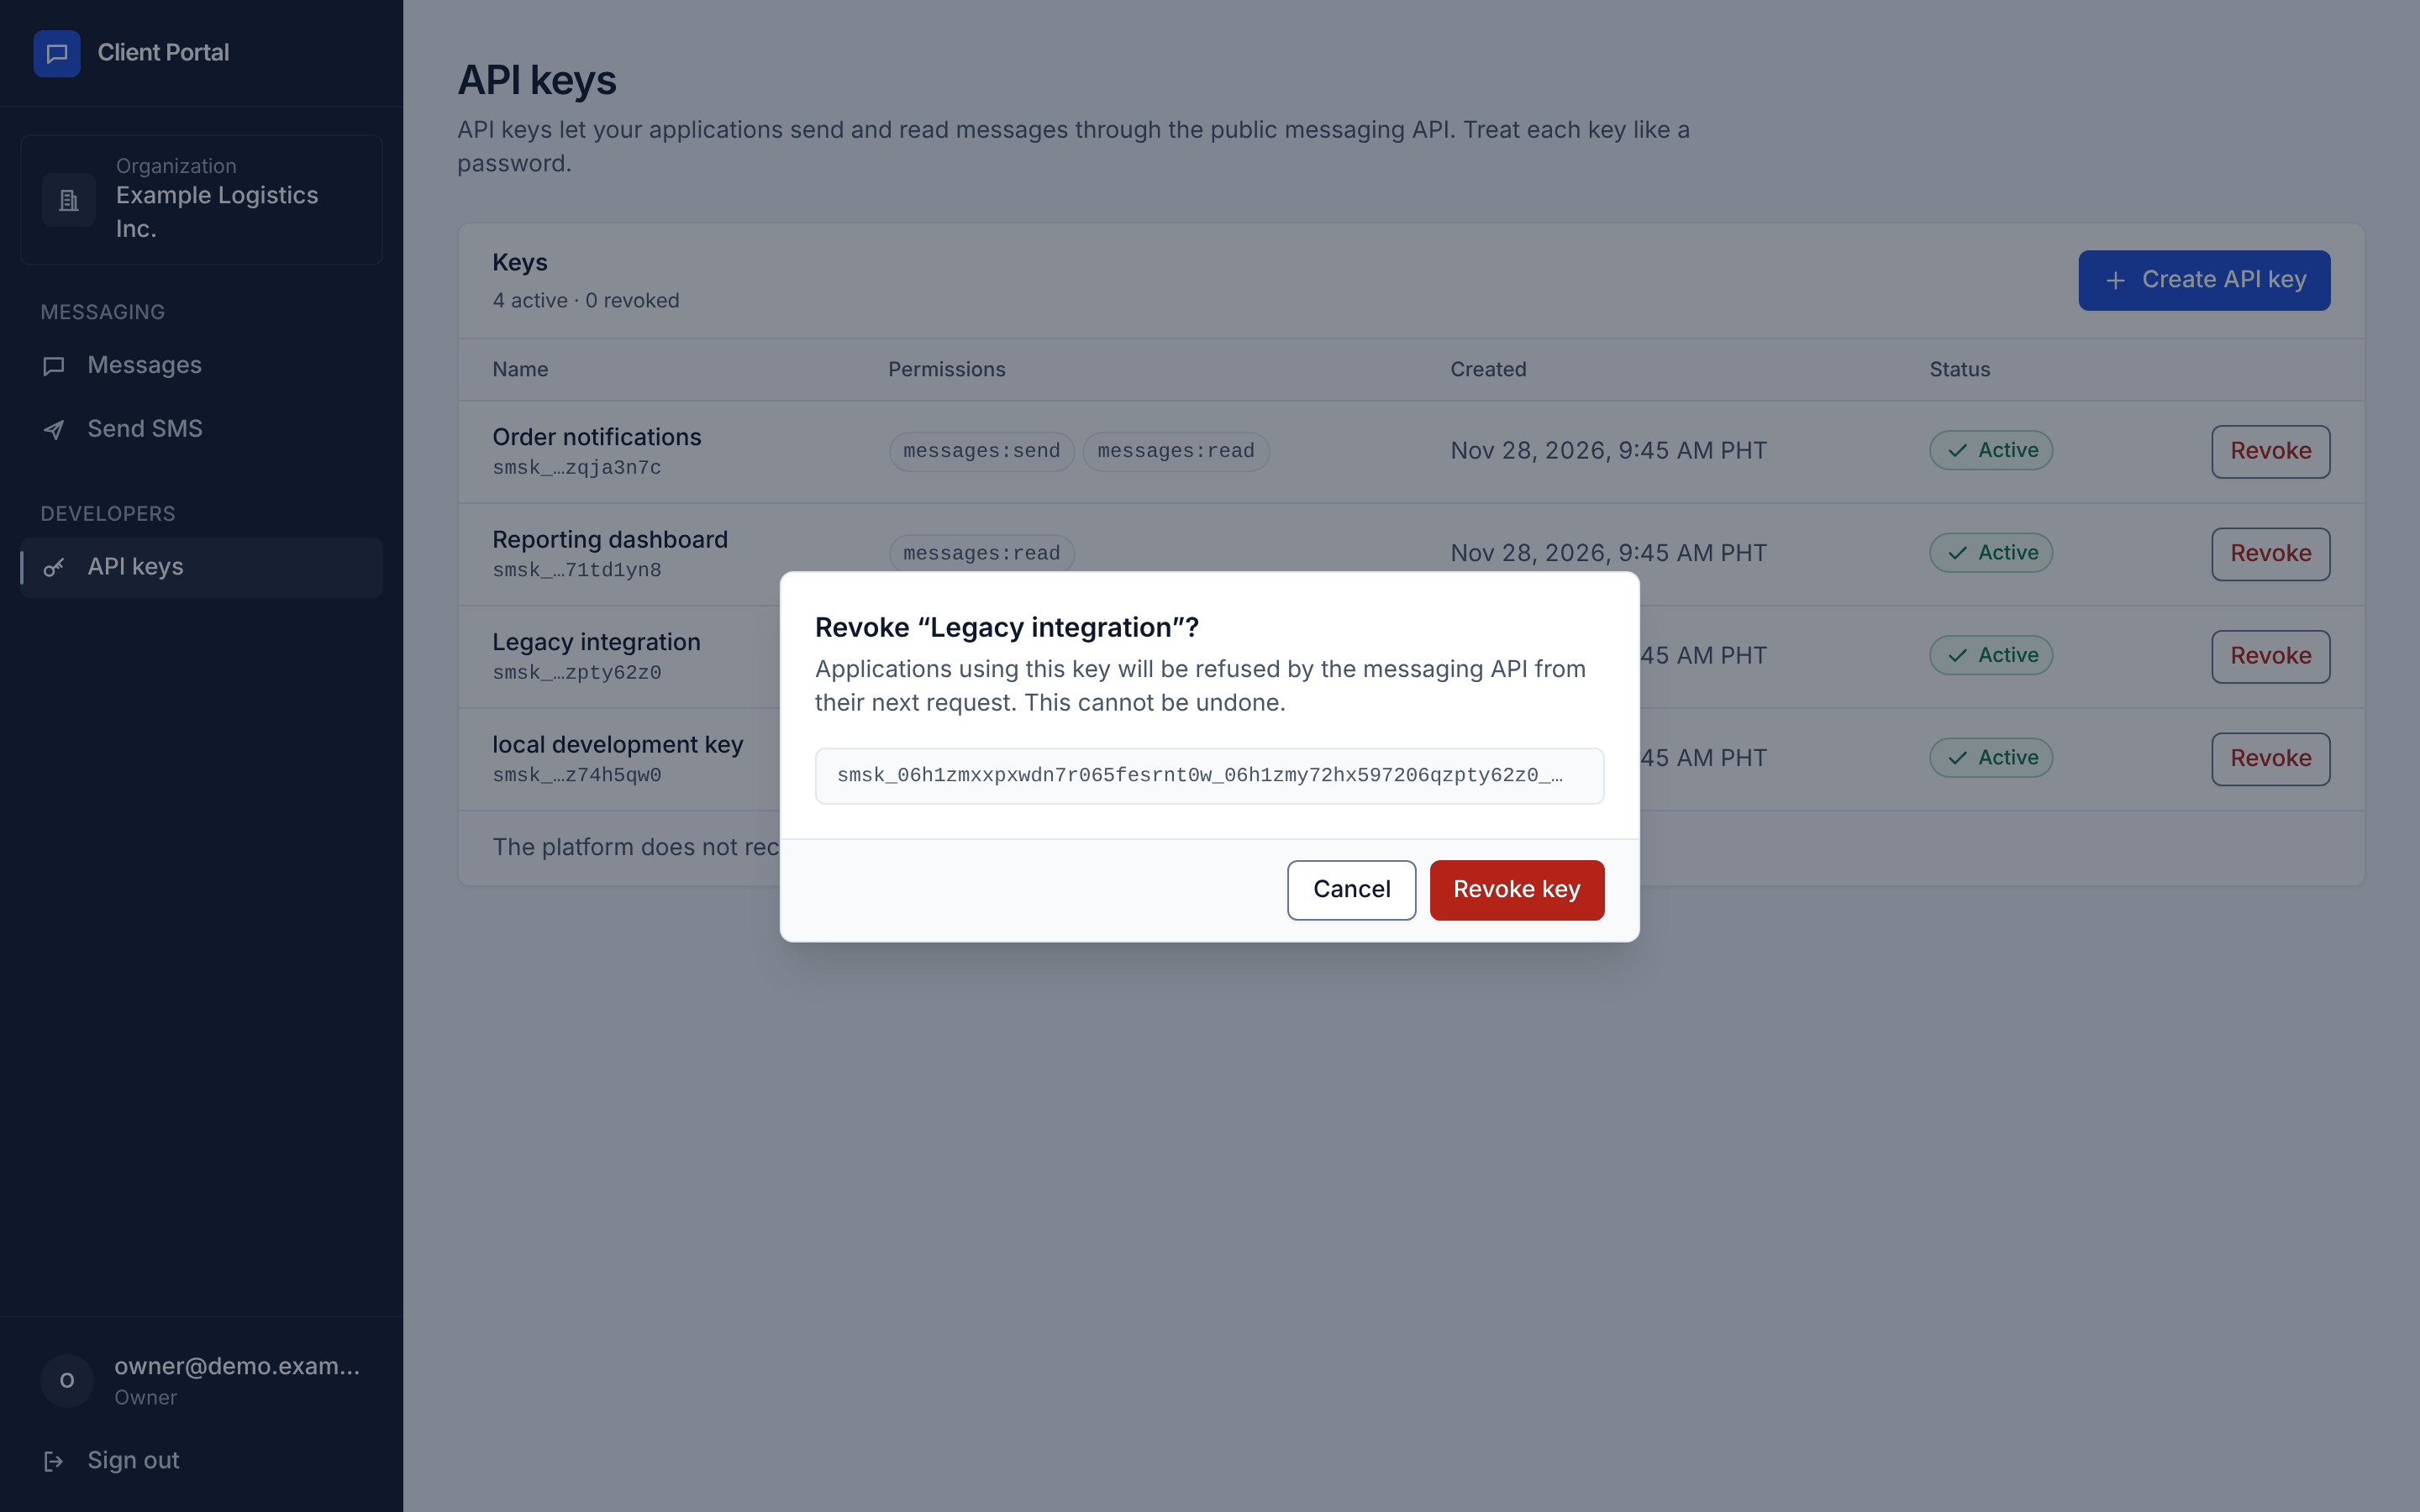 Client Portal
Organization
Example Logistics
Inc.
MESSAGING
Messages
Send SMS
DEVELOPERS
API keys
owner@demo.exam...
O
Owner
Sign out
API keys
API keys let your applications send and read messages through the public messaging API. Treat each key like a
password.
Keys
4 active · 0 revoked
Create API key
Name Permissions Created Status
Order notifications
smsk_…zqja3n7c
messages:send messages:read Nov 28, 2026, 9:45 AM PHT Active Revoke
Reporting dashboard
smsk_…71td1yn8
messages:read Nov 28, 2026, 9:45 AM PHT Active Revoke
Legacy integration
smsk_…zpty62z0
45 AM PHT Active Revoke
local development key
smsk_…z74h5qw0
45 AM PHT Active Revoke
The platform does not rec
Revoke “Legacy integration”?
Applications using this key will be refused by the messaging API from
their next request. This cannot be undone.
smsk_06h1zmxxpxwdn7r065fesrnt0w_06h1zmy72hx597206qzpty62z0_…
Cancel Revoke key